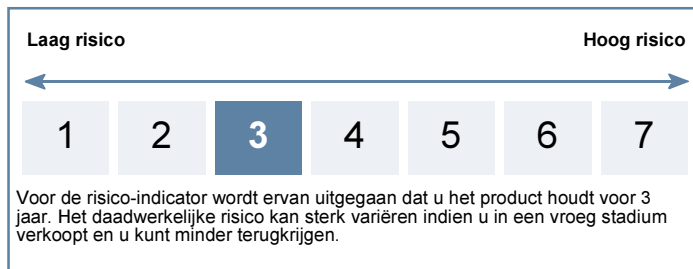 Laag risico Hoog risico
1 2 3 4 5 6 7
Voor de risico-indicator wordt ervan uitgegaan dat u het product houdt voor 3
jaar. Het daadwerkelijke risico kan sterk variëren indien u in een vroeg stadium
verkoopt en u kunt minder terugkrijgen.